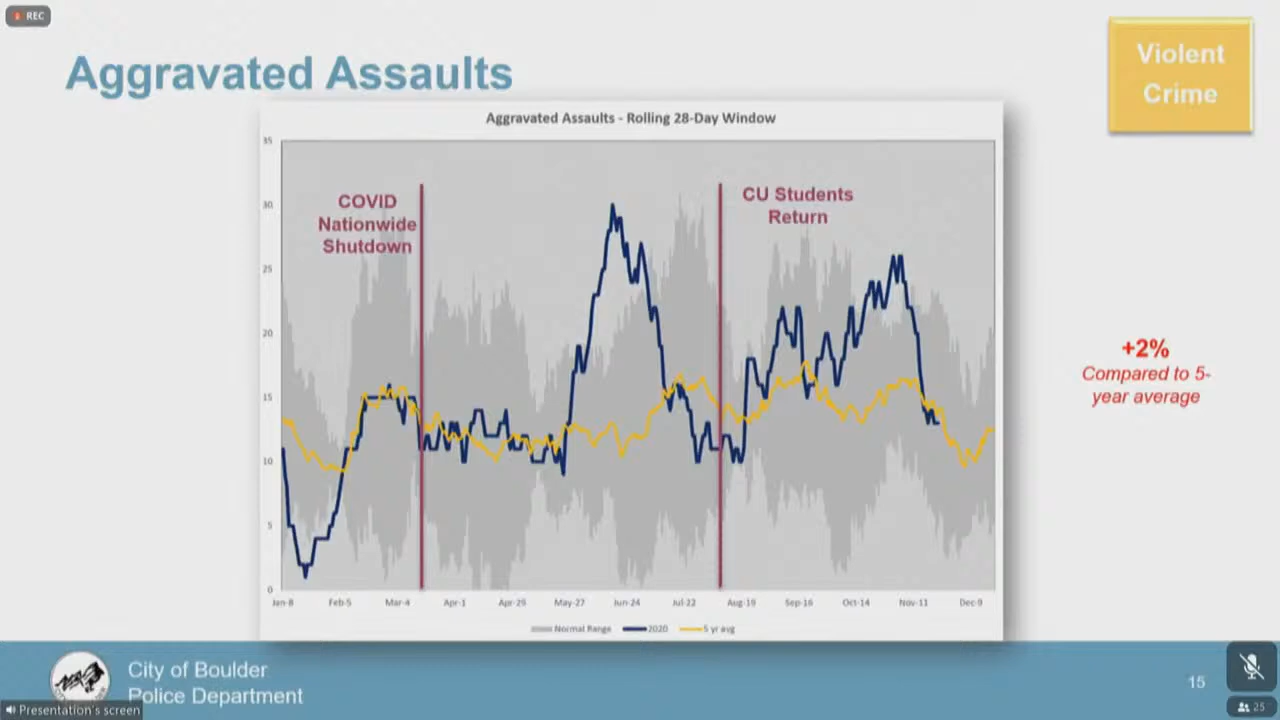 REC
Aggravated Assaults
Violent
Crime
Aggravated Assaults - Rolling 28-Day Window
35
30
25
20
15
10
5
0
COVID
Nationwide
Shutdown
CU Students
Return
Jan-8 Feb-5 Mar-4 Apr-1 Apr-29 May-27 Jun-24 Jul-22 Aug-19 Sep-16 Oct-14 Nov-11 Dec-9
Normal Range 2020 5 yr avg
+2%
Compared to 5-
year average
City of Boulder
Police Department
15
Presentation's screen
25